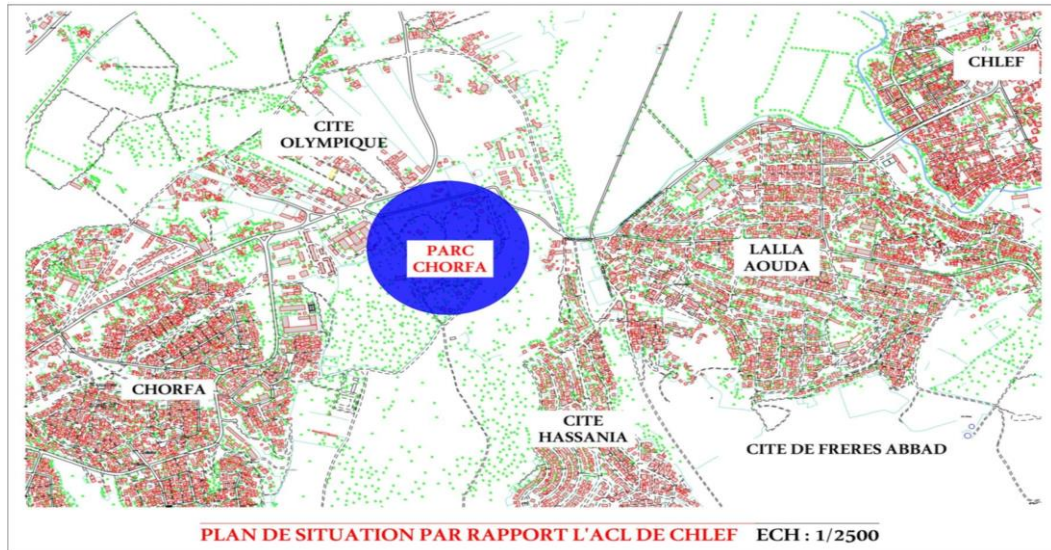 CHLEF
CITE
OLYMPIQUE
PARC
CHORFA
LALLA
AOUDA
CHORFA
CITE
HASSANIA
CITE DE FRERES ABBAD
PLAN DE SITUATION PAR RAPPORT L'ACL DE CHLEF ECH : 1/2500